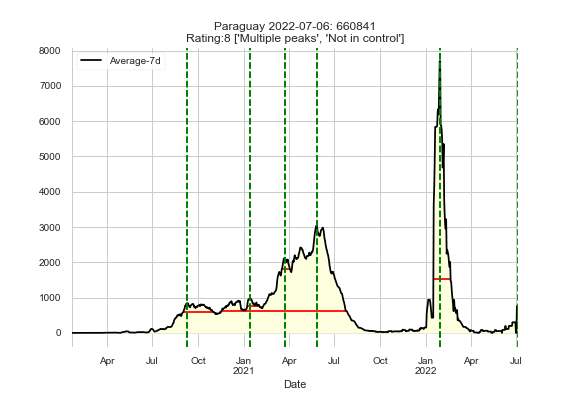 Paraguay 2022-07-06: 660841
Rating:8 ['Multiple peaks', 'Not in control']
Average-7d
8000
7000
6000
5000
4000
3000
2000
1000
0
Apr Jul Oct Jan Apr Jul Oct Jan Apr Jul
2021 2022
Date